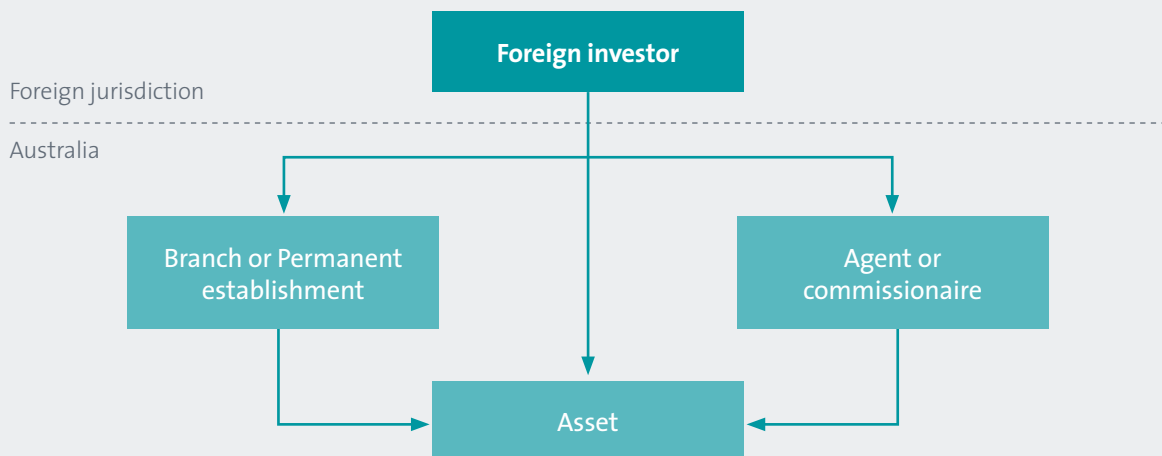 Foreign investor
Foreign jurisdiction
Australia
Branch or Permanent
establishment
Agent or
commissionaire
Asset